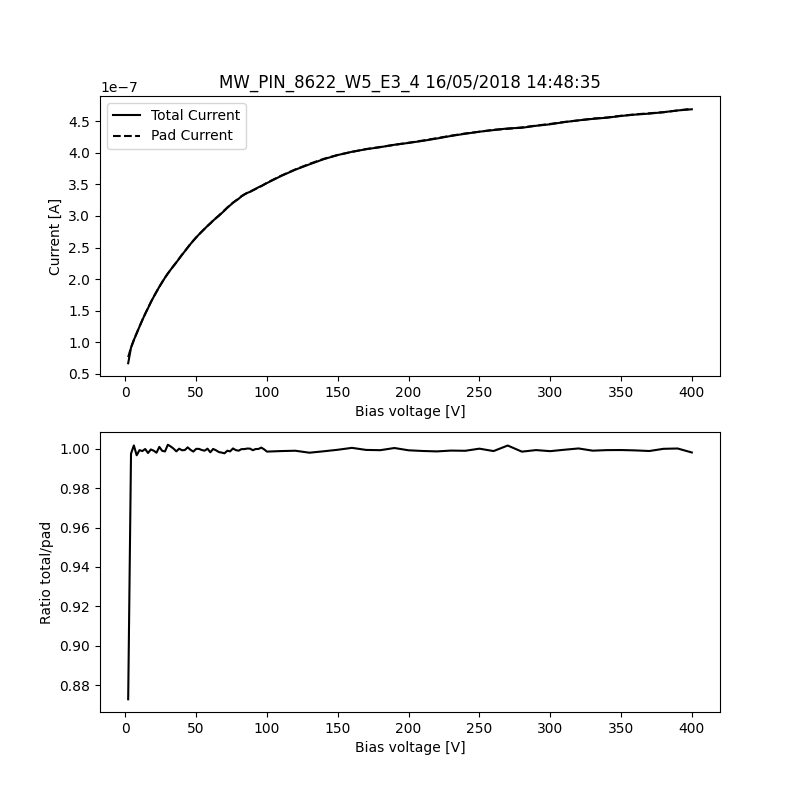 MW_PIN_8622_W5_E3_4 16/05/2018 14:48:35
1e−7
Total Current
Pad Current
4.5
4.0
3.5
3.0
2.5
2.0
1.5
1.0
0.5
Current [A]
0 50 100 150 200 250 300 350 400
Bias voltage [V]
1.00
0.98
0.96
0.94
0.92
0.90
0.88
Ratio total/pad
0 50 100 150 200 250 300 350 400
Bias voltage [V]